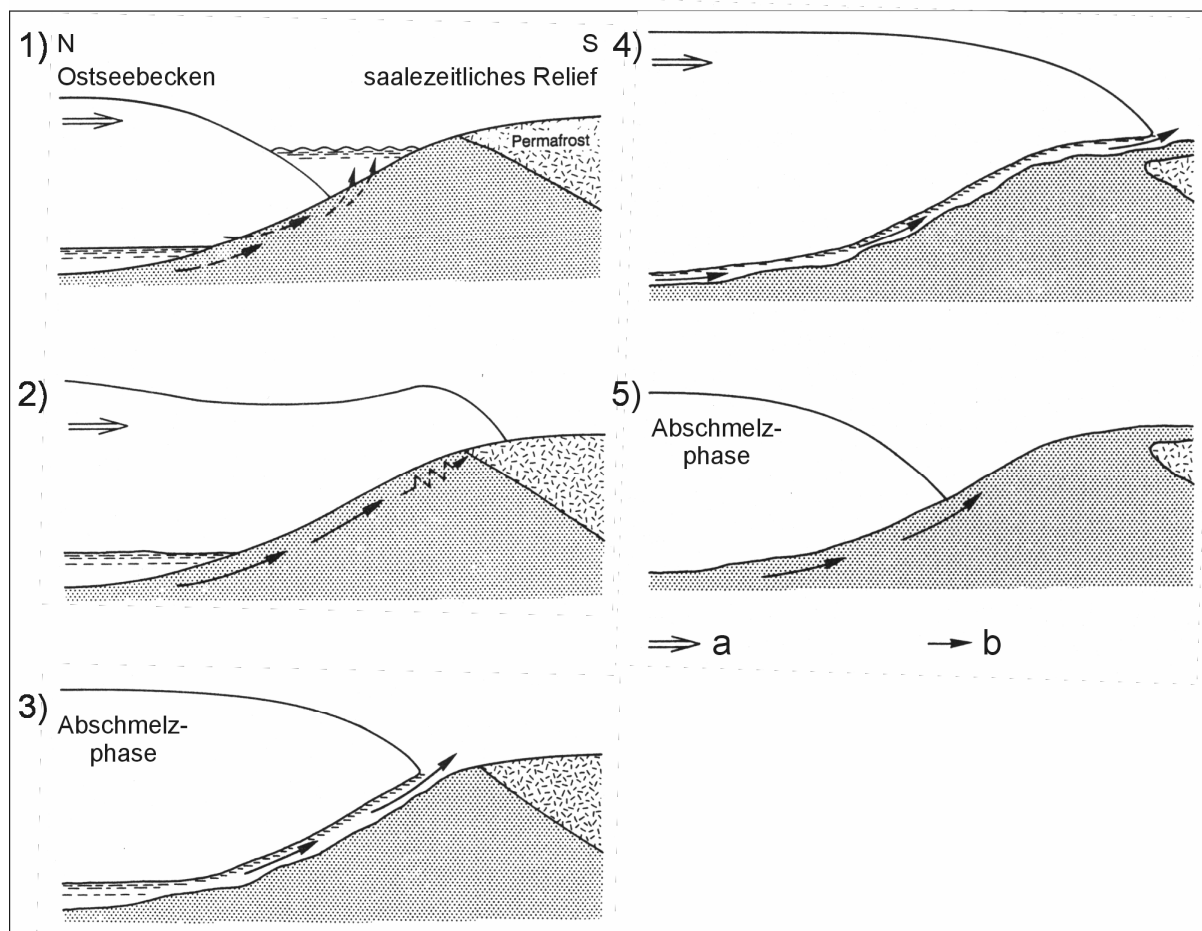 1) N S
Ostseebecken saalezeitliches Relief
Permafrost
2)
3)
Abschmelz-
phase
4)
5)
Abschmelz-
phase
a b